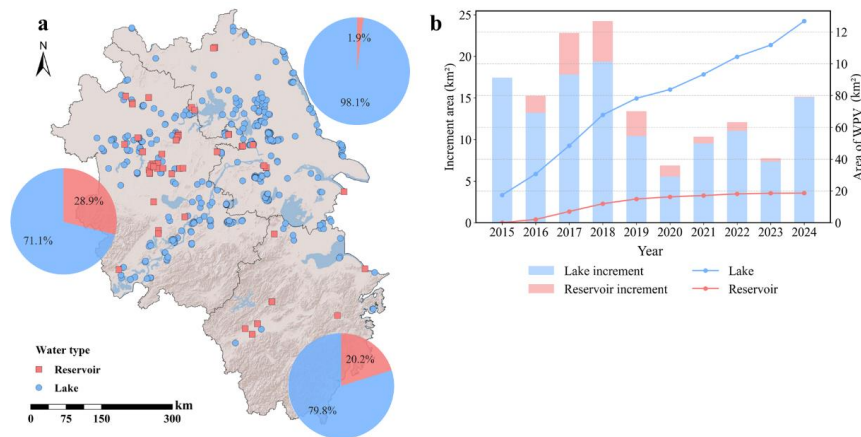 a
N
1.9%
98.1%
28.9%
71.1%
20.2%
79.8%
Water type
Reservoir
Lake
km
0 75 150 300
b
Increment area (km²)
25
20
15
10
5
0
Area of WPV (km²)
12
80
60
40
20
0
2015 2016 2017 2018 2019 2020 2021 2022 2023 2024
Year
Lake increment
Lake
Reservoir increment
Reservoir